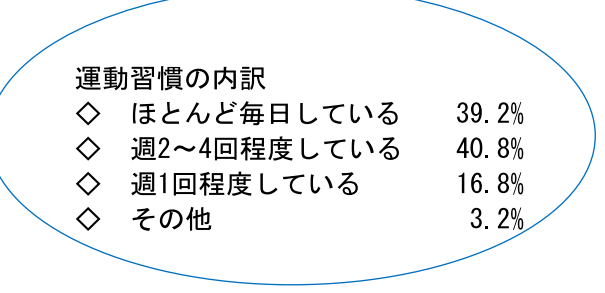 運動習慣の内訳
◇ ほとんど毎日している 39.2%
◇ 週2～4回程度している 40.8%
◇ 週1回程度している 16.8%
◇ その他 3.2%